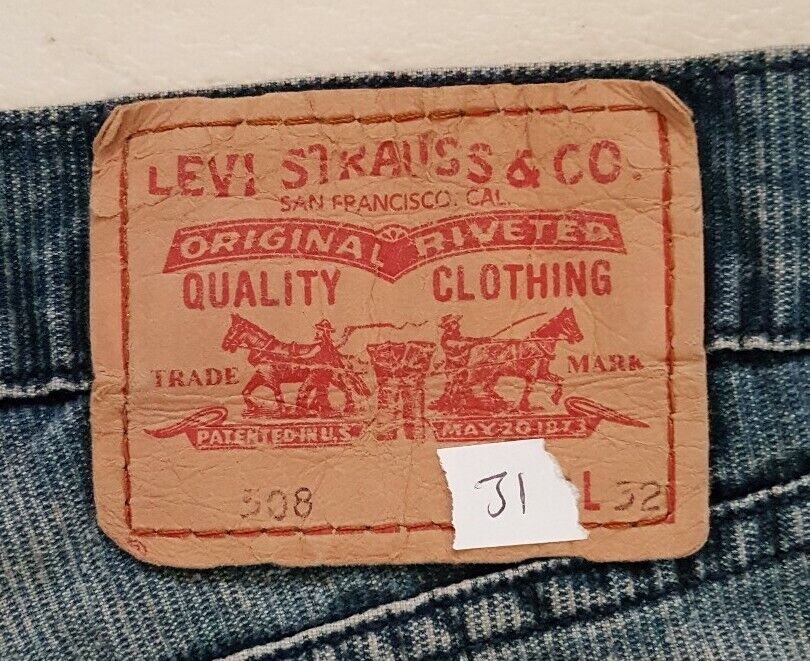 LEVI STRAUSS & CO.
SAN FRANCISCO, CAL.
ORIGINAL RIVETED
QUALITY CLOTHING
TRADE MARK
PATENTED IN U.S. MAY 20 1873
508 31 L 32